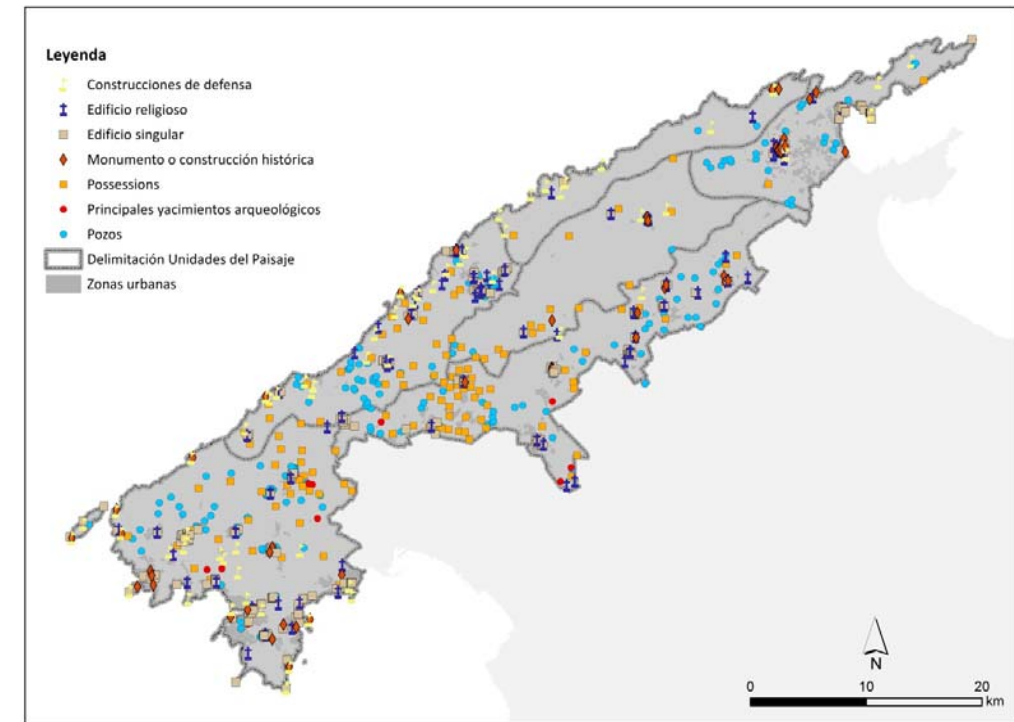 Leyenda
Construcciones de defensa
Edificio religioso
Edificio singular
Monumento o construcción histórica
Possessions
Principales yacimientos arqueológicos
Pozos
Delimitación Unidades del Paisaje
Zonas urbanas
N
0 10 20
km